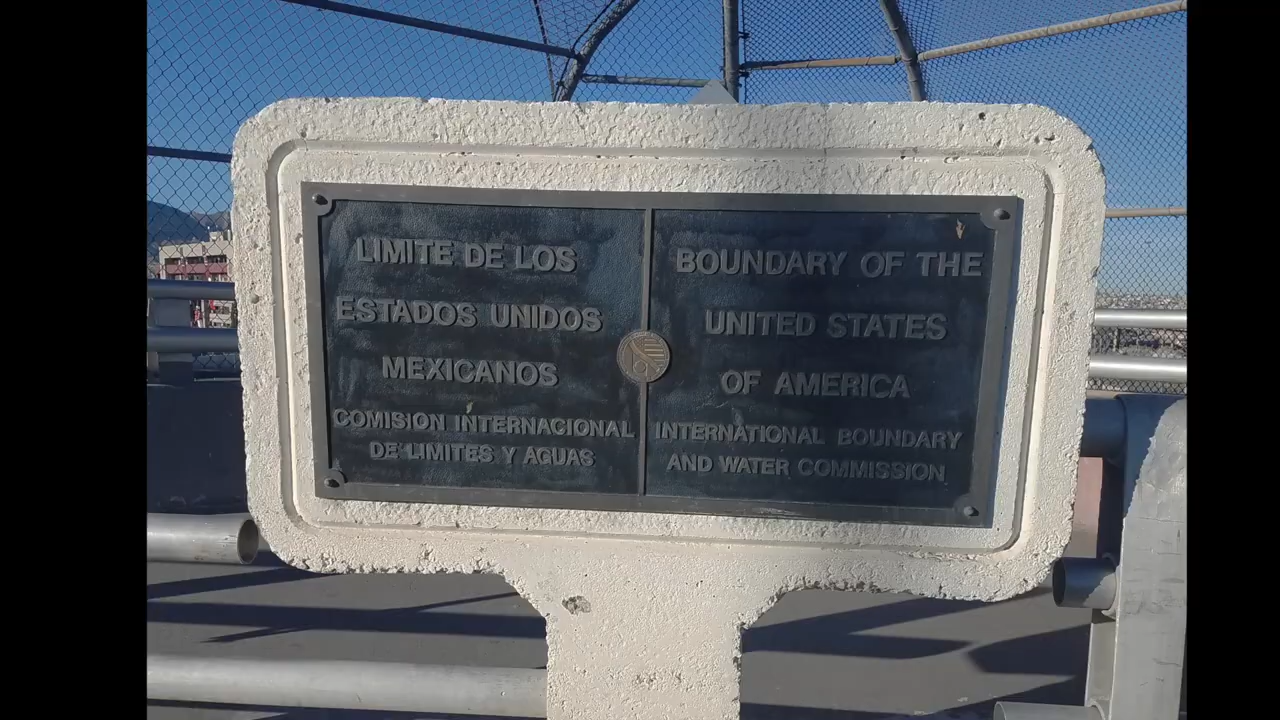 LIMITE DE LOS
ESTADOS UNIDOS
MEXICANOS
COMISION INTERNACIONAL
DE LIMITES Y AGUAS
BOUNDARY OF THE
UNITED STATES
OF AMERICA
INTERNATIONAL BOUNDARY
AND WATER COMMISSION